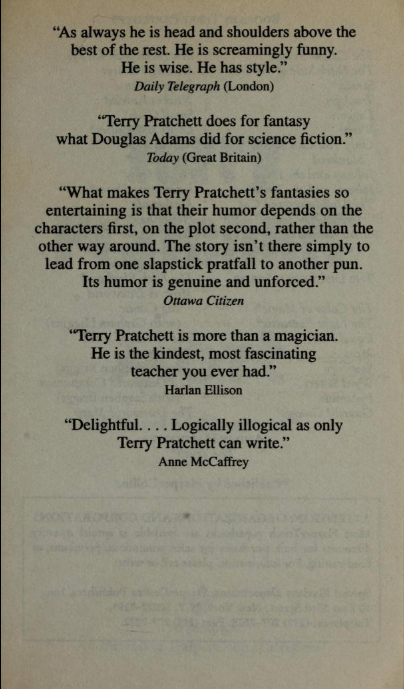 “As always he is head and shoulders above the
best of the rest. He is screamingly funny.
He is wise. He has style.”
Daily Telegraph (London)
“Terry Pratchett does for fantasy
what Douglas Adams did for science fiction.”
Today (Great Britain)
“What makes Terry Pratchett’s fantasies so
entertaining is that their humor depends on the
characters first, on the plot second, rather than the
other way around. The story isn’t there simply to
lead from one slapstick pratfall to another pun.
Its humor is genuine and unforced.”
Ottawa Citizen
“Terry Pratchett is more than a magician.
He is the kindest, most fascinating
teacher you ever had.”
Harlan Ellison
“Delightful. . . . Logically illogical as only
Terry Pratchett can write.”
Anne McCaffrey